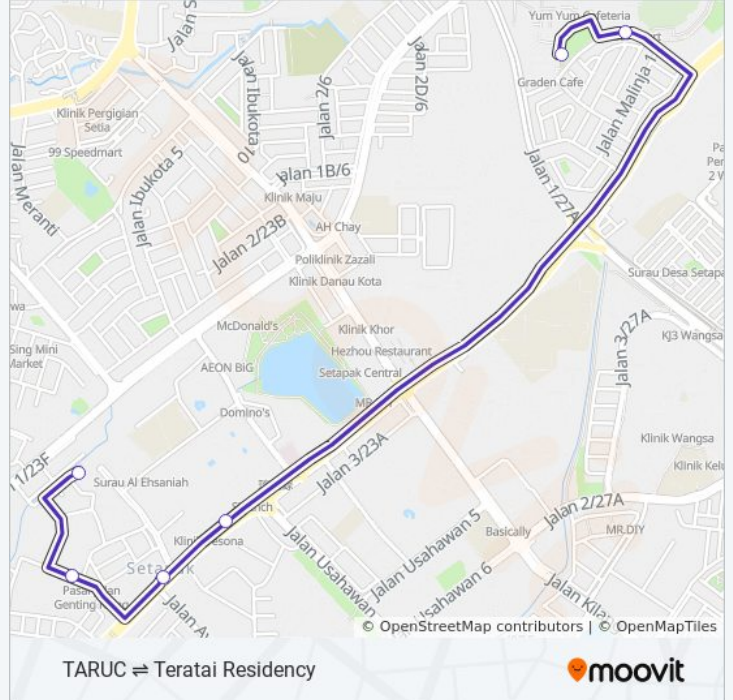 Yum Yum Cafeteria
Graden Cafe
Jalan Malinja 1
Jalan 2D/6
Jalan Ibukota
10
Jalan 2/6
Klinik Pergigian
Setia
99 Speedmart
Jalan Meranti
Jalan Ibukota 5
Jalan 1B/6
Klinik Maju
Jalan 1/27A
AH Chay
Jalan 2/23B
Poliklinik Zazali
Klinik Danau Kota
Surau Desa Setapa
McDonald's
Klinik Khor
Hezhou Restaurant
Sing Mini
Market
AEON BiG
Setapak Central
Jalan 3/27A
KJ3 Wangsa
Domino's
Jalan 3/23A
Klinik Wangsa
1/23F
Surau Al Ehsaniah
Jalan 2/27A
MR.DIY
Basically
Jalan Usahawan 5
Jalan Usahawan
Usahawan 6
Genting
© OpenStreetMap contributors | © OpenMapTiles
TARUC ⇌ Teratai Residency
moovit